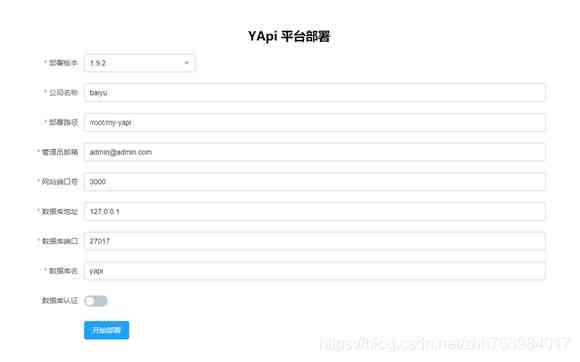 YApi 平台部署
* 部署版本 1.9.2
* 公司名称 baiyu
* 部署路径 /root/my-yapi
* 管理员邮箱 admin@admin.com
* 网站端口号 3000
* 数据库地址 127.0.0.1
* 数据库端口 27017
* 数据库名 yapi
数据库认证
开始部署
https://blog.csdn.net/zhh763984017